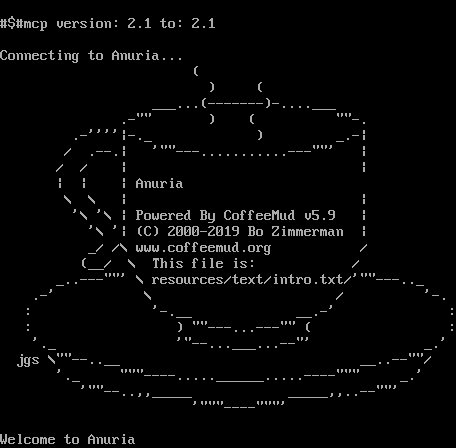 #$#mcp version: 2.1 to: 2.1
Connecting to Anuria...
Anuria
Powered By CoffeeMud v5.9
(C) 2000-2019 Bo Zimmerman
www.coffeemud.org
This file is:
resources/text/intro.txt
jgs
Welcome to Anuria